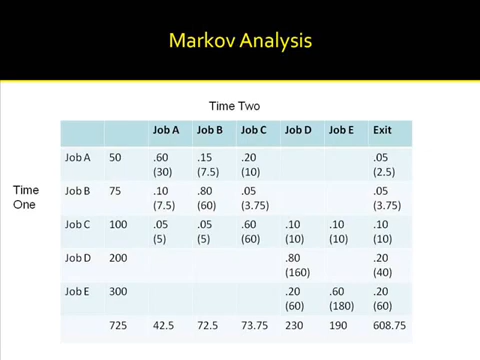 Markov Analysis
Time Two
Job A Job B Job C Job D Job E Exit
Job A 50 .60 .15 .20 .05
(30) (7.5) (10) (2.5)
Time
One
Job B 75 .10 .80 .05 .05
(7.5) (60) (3.75) (3.75)
Job C 100 .05 .05 .60 .10 .10 .10
(5) (5) (60) (10) (10) (10)
Job D 200 .80 .20
(160) (40)
Job E 300 .20 .60 .20
(60) (180) (60)
725 42.5 72.5 73.75 230 190 608.75